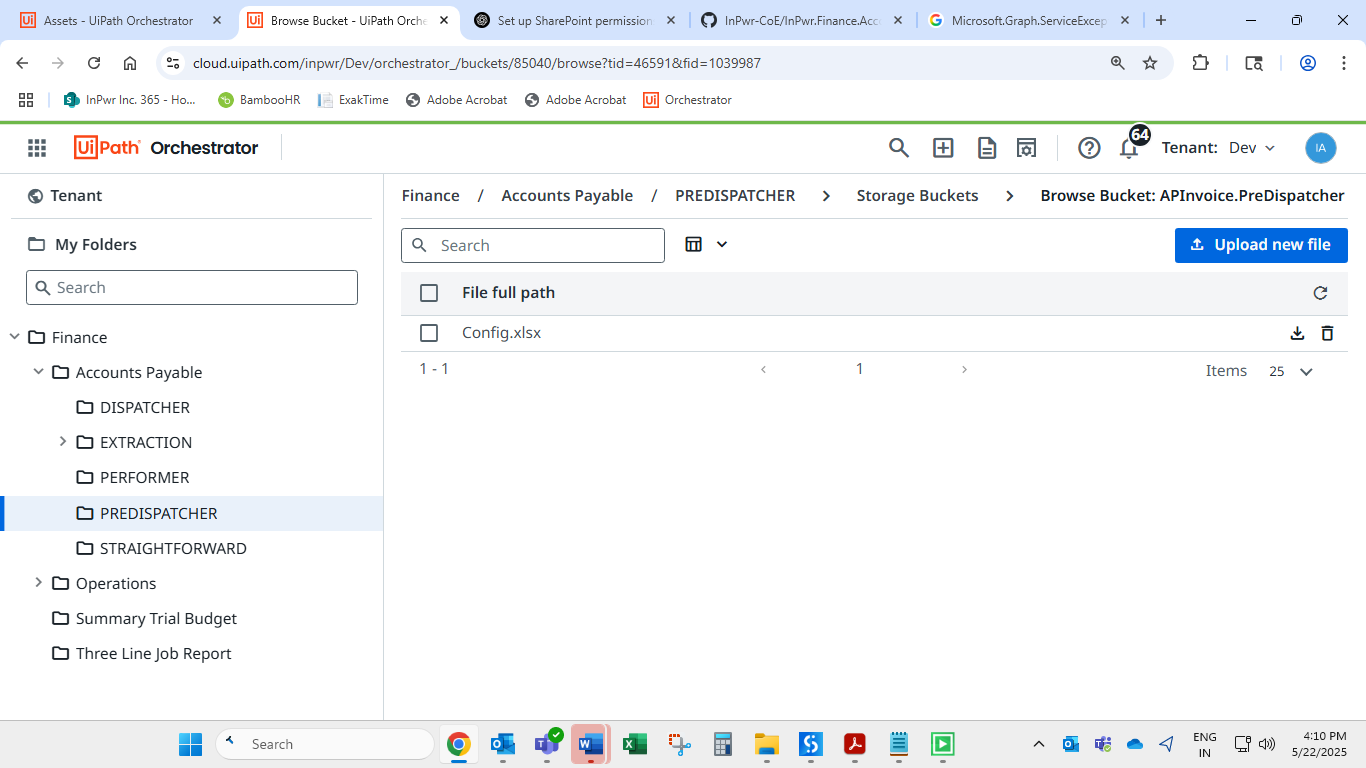 Assets - UiPath Orchestrator
Browse Bucket - UiPath Orche
Set up SharePoint permission
InPwr-CoE/InPwr.Finance.Acc
Microsoft.Graph.ServiceExcep
cloud.uipath.com/inpwr/Dev/orchestrator_/buckets/85040/browse?tid=46591&fid=1039987
InPwr Inc. 365 - Ho...
BambooHR
ExakTime
Adobe Acrobat
Adobe Acrobat
Orchestrator
UiPath Orchestrator
64
Tenant: Dev
IA
Tenant
My Folders
Search
Finance
Accounts Payable
DISPATCHER
EXTRACTION
PERFORMER
PREDISPATCHER
STRAIGHTFORWARD
Operations
Summary Trial Budget
Three Line Job Report
Finance / Accounts Payable / PREDISPATCHER > Storage Buckets > Browse Bucket: APInvoice.PreDispatcher
Search
Upload new file
File full path
Config.xlsx
1 - 1
1
Items 25
Search
ENG
IN
4:10 PM
5/22/2025